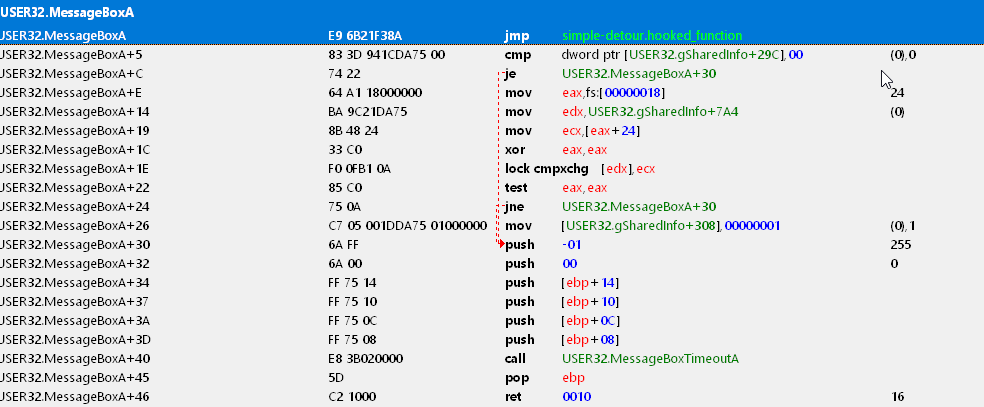 USER32.MessageBoxA
USER32.MessageBoxA E9 6B21F38A jmp simple-detour.hooked_function
USER32.MessageBoxA+5 83 3D 941CDA75 00 cmp dword ptr [USER32.gSharedInfo+29C],00 (0),0
USER32.MessageBoxA+C 74 22 je USER32.MessageBoxA+30
USER32.MessageBoxA+E 64 A1 18000000 mov eax,fs:[00000018] 24
USER32.MessageBoxA+14 BA 9C21DA75 mov edx,USER32.gSharedInfo+7A4 (0)
USER32.MessageBoxA+19 8B 48 24 mov ecx,[eax+24]
USER32.MessageBoxA+1C 33 C0 xor eax,eax
USER32.MessageBoxA+1E F0 0FB1 0A lock cmpxchg [edx],ecx
USER32.MessageBoxA+22 85 C0 test eax,eax
USER32.MessageBoxA+24 75 0A jne USER32.MessageBoxA+30
USER32.MessageBoxA+26 C7 05 001DDA75 01000000 mov [USER32.gSharedInfo+308],00000001 (0),1
USER32.MessageBoxA+30 6A FF push -01 255
USER32.MessageBoxA+32 6A 00 push 00 0
USER32.MessageBoxA+34 FF 75 14 push [ebp+14]
USER32.MessageBoxA+37 FF 75 10 push [ebp+10]
USER32.MessageBoxA+3A FF 75 0C push [ebp+0C]
USER32.MessageBoxA+3D FF 75 08 push [ebp+08]
USER32.MessageBoxA+40 E8 3B020000 call USER32.MessageBoxTimeoutA
USER32.MessageBoxA+45 5D pop ebp
USER32.MessageBoxA+46 C2 1000 ret 0010 16